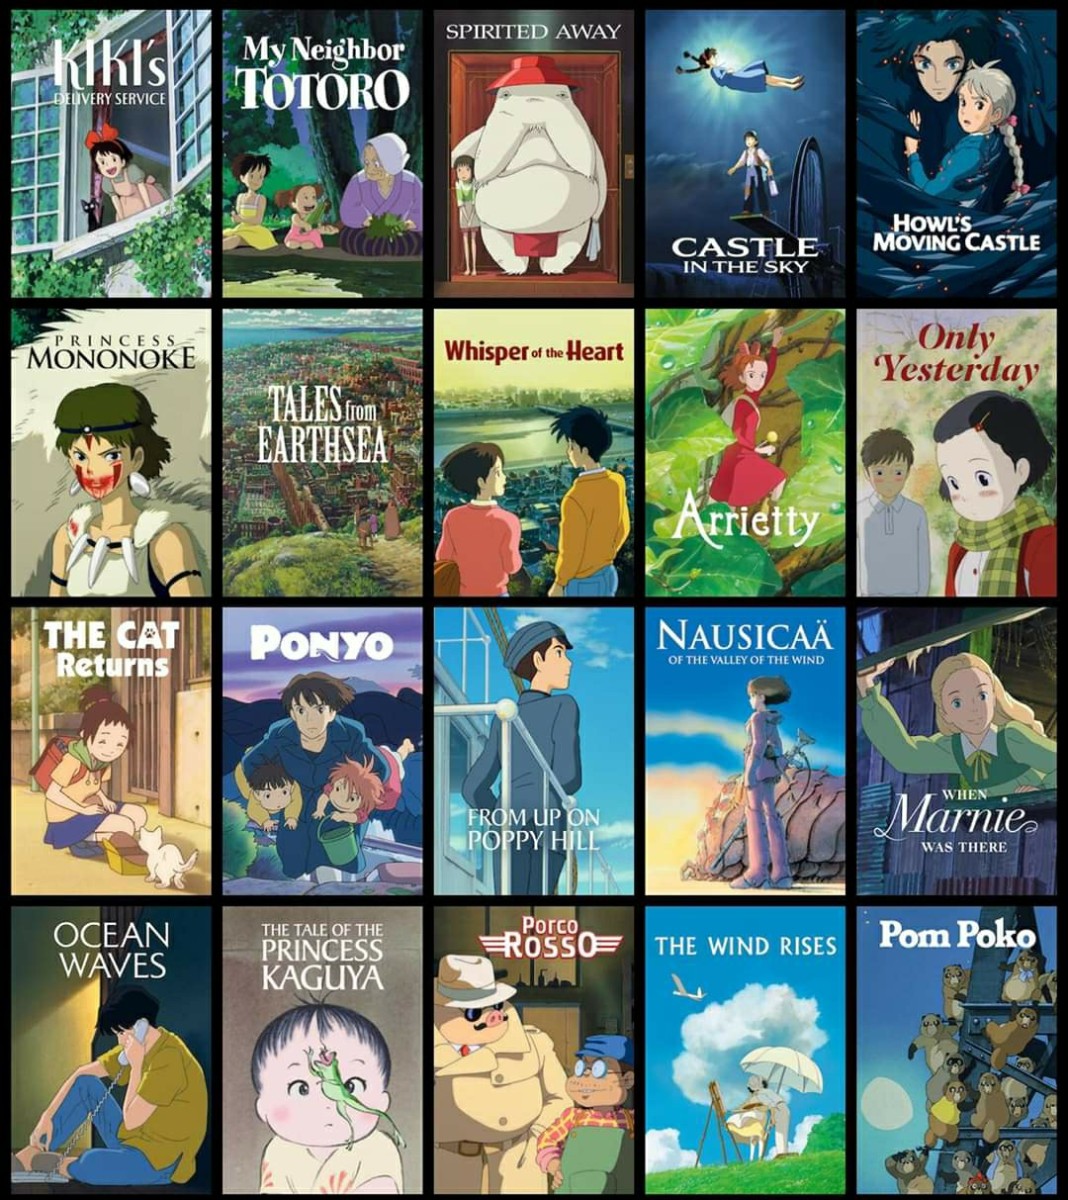 KIKI's
DELIVERY SERVICE
My Neighbor
TOTORO
SPIRITED AWAY
CASTLE
IN THE SKY
HOWL'S
MOVING CASTLE
PRINCESS
MONONOKE
TALES from
EARTHSEA
Whisper of the Heart
Arrietty
Only
Yesterday
THE CAT
Returns
PONYO
FROM UP ON
POPPY HILL
NAUSICAÄ
OF THE VALLEY OF THE WIND
WHEN
Marnie
WAS THERE
OCEAN
WAVES
THE TALE OF THE
PRINCESS
KAGUYA
PORCO
ROSSO
THE WIND RISES
Pom Poko